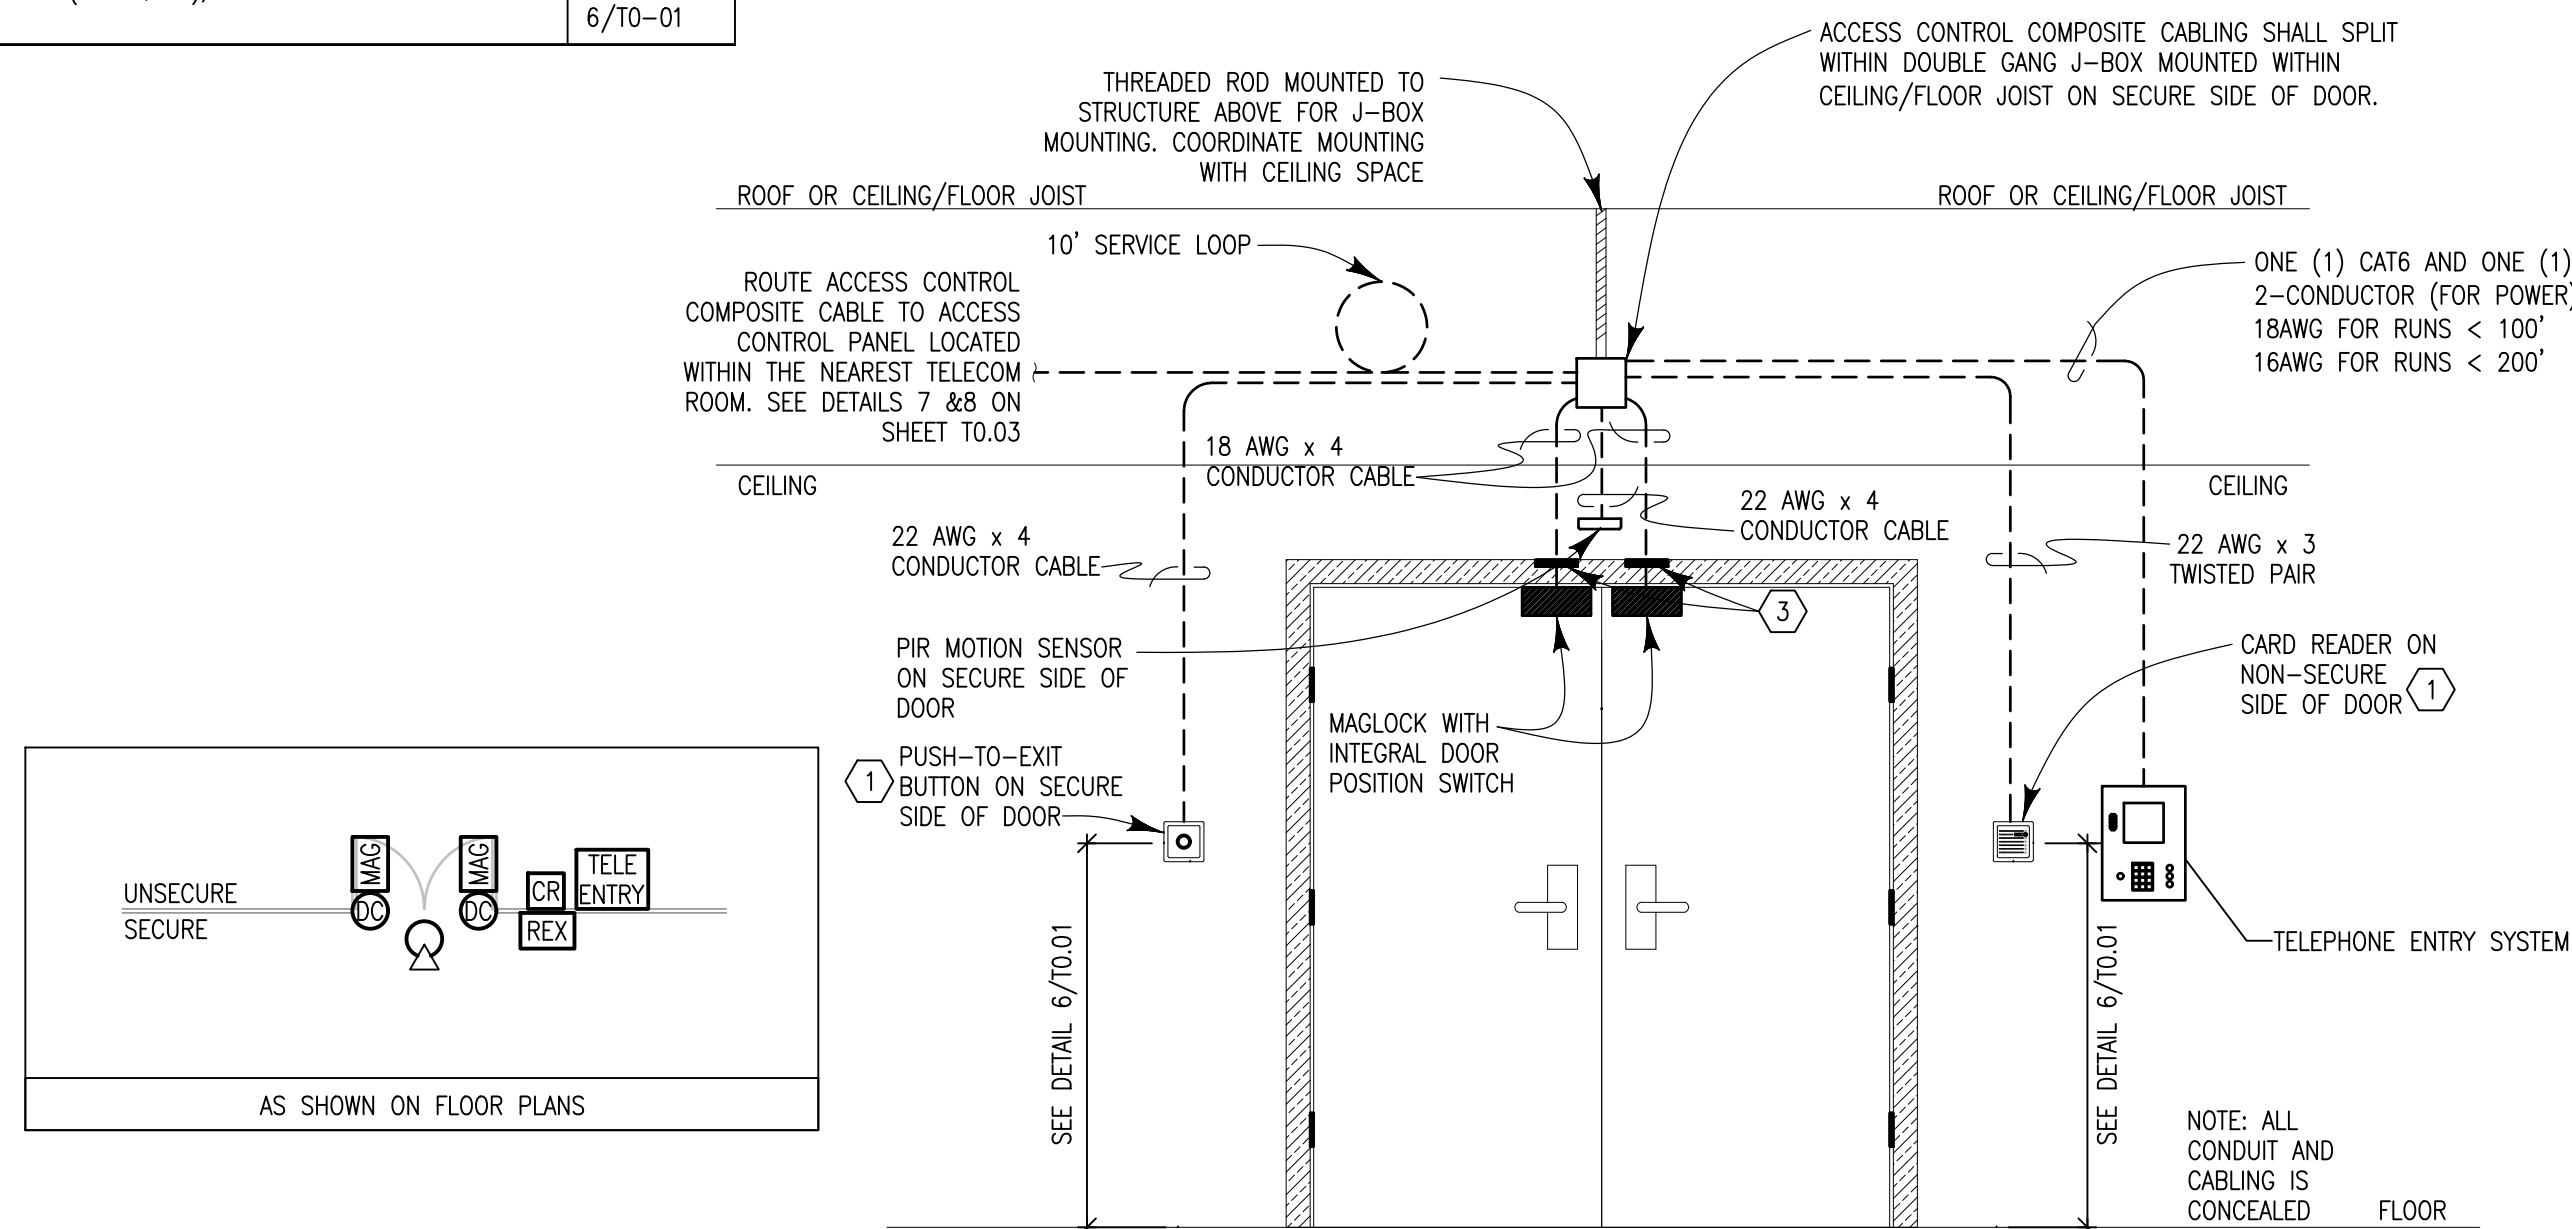 6/T0-01
ACCESS CONTROL COMPOSITE CABLING SHALL SPLIT
WITHIN DOUBLE GANG J-BOX MOUNTED WITHIN
CEILING/FLOOR JOIST ON SECURE SIDE OF DOOR.
THREADED ROD MOUNTED TO
STRUCTURE ABOVE FOR J-BOX
MOUNTING. COORDINATE MOUNTING
WITH CEILING SPACE
ROOF OR CEILING/FLOOR JOIST
ROOF OR CEILING/FLOOR JOIST
10' SERVICE LOOP
ROUTE ACCESS CONTROL
COMPOSITE CABLE TO ACCESS
CONTROL PANEL LOCATED
WITHIN THE NEAREST TELECOM
ROOM. SEE DETAILS 7 &8 ON
SHEET T0.03
ONE (1) CAT6 AND ONE (1)
2-CONDUCTOR (FOR POWER)
18AWG FOR RUNS < 100'
16AWG FOR RUNS < 200'
18 AWG x 4
CONDUCTOR CABLE
CEILING
CEILING
22 AWG x 4
CONDUCTOR CABLE
22 AWG x 4
CONDUCTOR CABLE
22 AWG x 3
TWISTED PAIR
3
PIR MOTION SENSOR
ON SECURE SIDE OF
DOOR
CARD READER ON
NON-SECURE
SIDE OF DOOR
1
MAGLOCK WITH
INTEGRAL DOOR
POSITION SWITCH
1
PUSH-TO-EXIT
BUTTON ON SECURE
SIDE OF DOOR
MAG
MAG
TELE
ENTRY
CR
UNSECURE
DC
DC
SECURE
REX
AS SHOWN ON FLOOR PLANS
SEE DETAIL 6/T0.01
SEE DETAIL 6/T0.01
TELEPHONE ENTRY SYSTEM
NOTE: ALL
CONDUIT AND
CABLING IS
CONCEALED
FLOOR